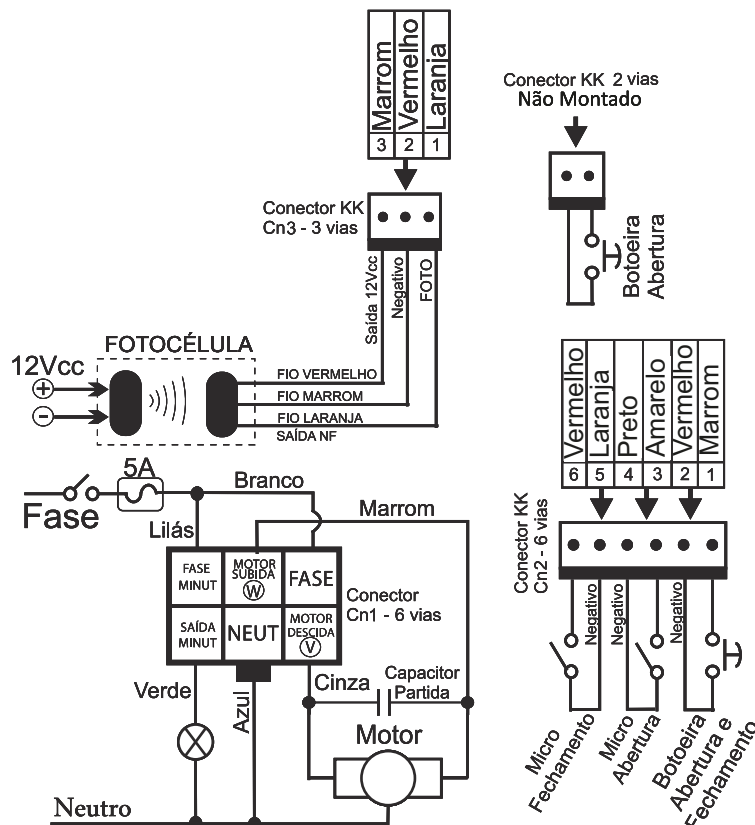 Marrom
Vermelho
Laranja
3 2 1
Conector KK
Cn3 - 3 vias
Saída 12Vcc
Negativo
FOTO
Conector KK 2 vias
Não Montado
Botoeira
Abertura
FOTOCÉLULA
12Vcc
+
-
FIO VERMELHO
FIO MARROM
FIO LARANJA
SAÍDA NF
Vermelho
Laranja
Preto
Amarelo
Vermelho
Marrom
6 5 4 3 2 1
Conector KK
Cn2 - 6 vias
Negativo
Negativo
Negativo
Micro
Fechamento
Micro
Abertura
Botoeira
Abertura e
Fechamento
5A
Fase
Branco
Lilás
Marrom
FASE
MINUT
MOTOR
SUBIDA
W
FASE
SAÍDA
MINUT
NEUT
MOTOR
DESCIDA
V
Conector
Cn1 - 6 vias
Verde
Azul
Cinza
Capacitor
Partida
Motor
Neutro